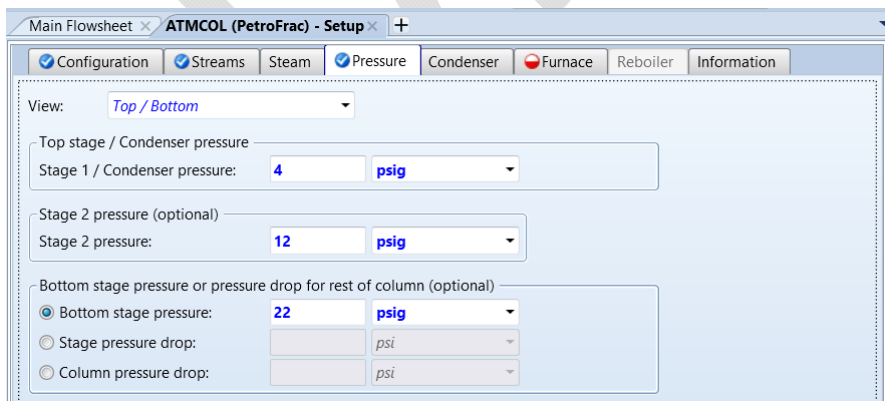 Main Flowsheet × ATMCOL (PetroFrac) - Setup × +
Configuration Streams Steam Pressure Condenser Furnace Reboiler Information
View: Top / Bottom
Top stage / Condenser pressure
Stage 1 / Condenser pressure: 4 psig
Stage 2 pressure (optional)
Stage 2 pressure: 12 psig
Bottom stage pressure or pressure drop for rest of column (optional)
Bottom stage pressure: 22 psig
Stage pressure drop: psi
Column pressure drop: psi